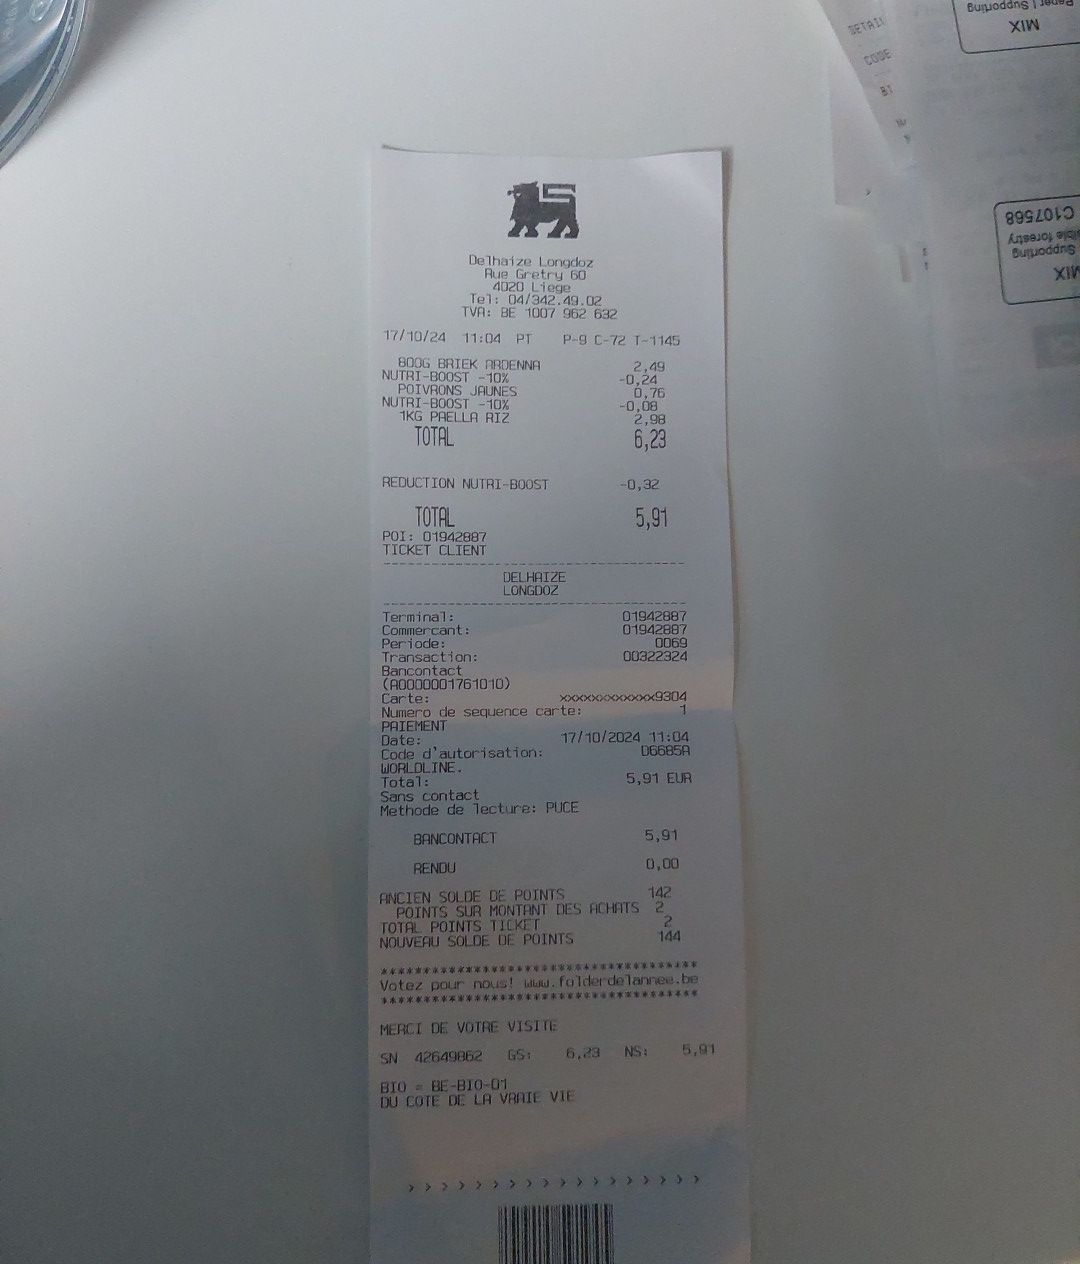 Delhaize Longdoz
Rue Gretry 60
4020 Liege
Tel: 04/342.49.02
TVA: BE 1007 962 632
17/10/24 11:04 PT P-9 C-72 T-1145
800G BRIEK ARDENNA 2,49
NUTRI-BOOST -10% -0,24
POIVRONS JAUNES 0,76
NUTRI-BOOST -10% -0,08
1KG PAELLA RIZ 2,98
TOTAL 6,23
REDUCTION NUTRI-BOOST -0,32
TOTAL 5,91
POI: 01942887
TICKET CLIENT
DELHAIZE
LONGDOZ
Terminal: 01942887
Commercant: 01942887
Periode: 0069
Transaction: 00322324
Bancontact
(A0000001761010)
Carte: xxxxxxxxxxxxx9304
Numero de sequence carte: 1
PAIEMENT
Date: 17/10/2024 11:04
Code d'autorisation: D6685A
WORLDLINE.
Total: 5,91 EUR
Sans contact
Methode de lecture: PUCE
BANCONTACT 5,91
RENDU 0,00
ANCIEN SOLDE DE POINTS 142
POINTS SUR MONTANT DES ACHATS 2
TOTAL POINTS TICKET 2
NOUVEAU SOLDE DE POINTS 144
*************************************
Votez pour nous! www.folderdelannee.be
*************************************
MERCI DE VOTRE VISITE
SN 42649862 GS: 6,23 NS: 5,91
BIO = BE-BIO-01
DU COTE DE LA VRAIE VIE
> > > > > > > > > > > > > > > > > >
DETAIL
CODE
Supporting
MIX
C107568
forestry
Supporting
MIX